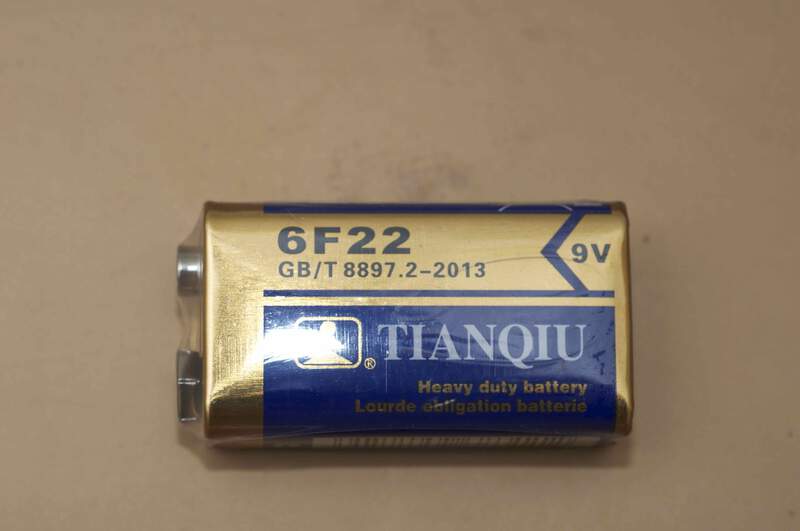 6F22
GB/T 8897.2-2013
9V
® TIANQIU
Heavy duty battery
Lourde obligation batterie